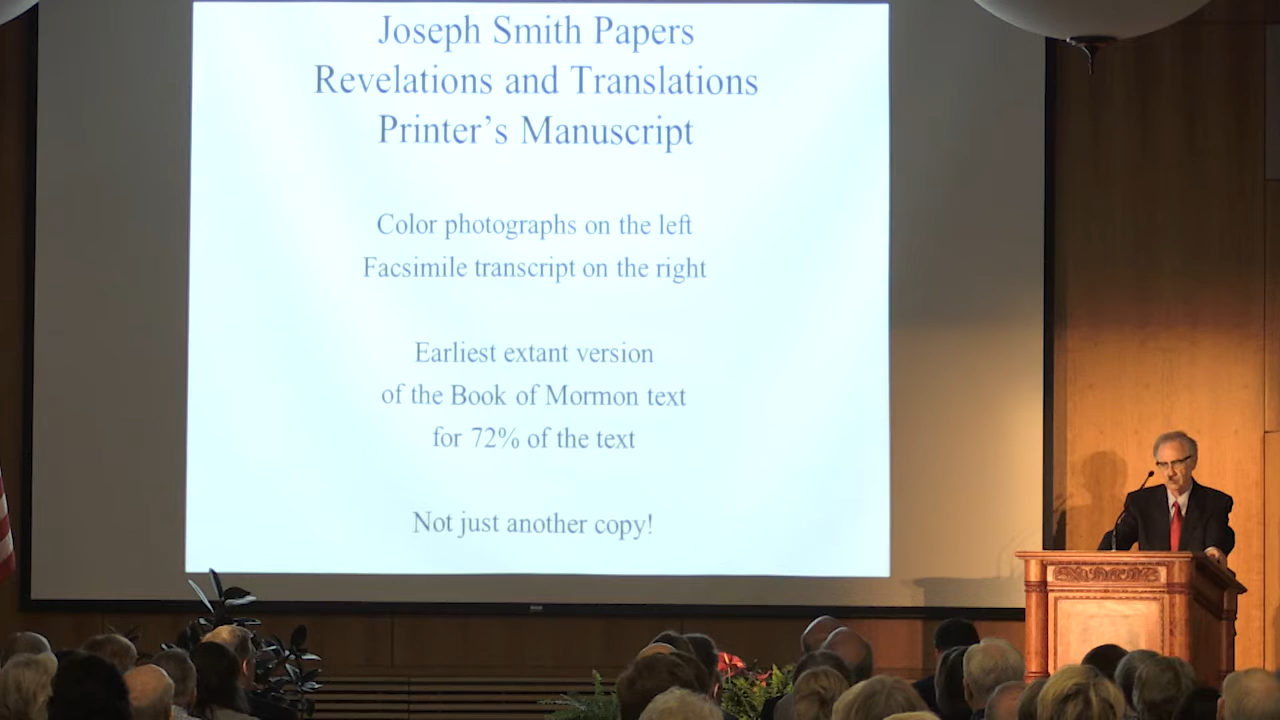 Joseph Smith Papers
Revelations and Translations
Printer's Manuscript
Color photographs on the left
Facsimile transcript on the right
Earliest extant version
of the Book of Mormon text
for 72% of the text
Not just another copy!